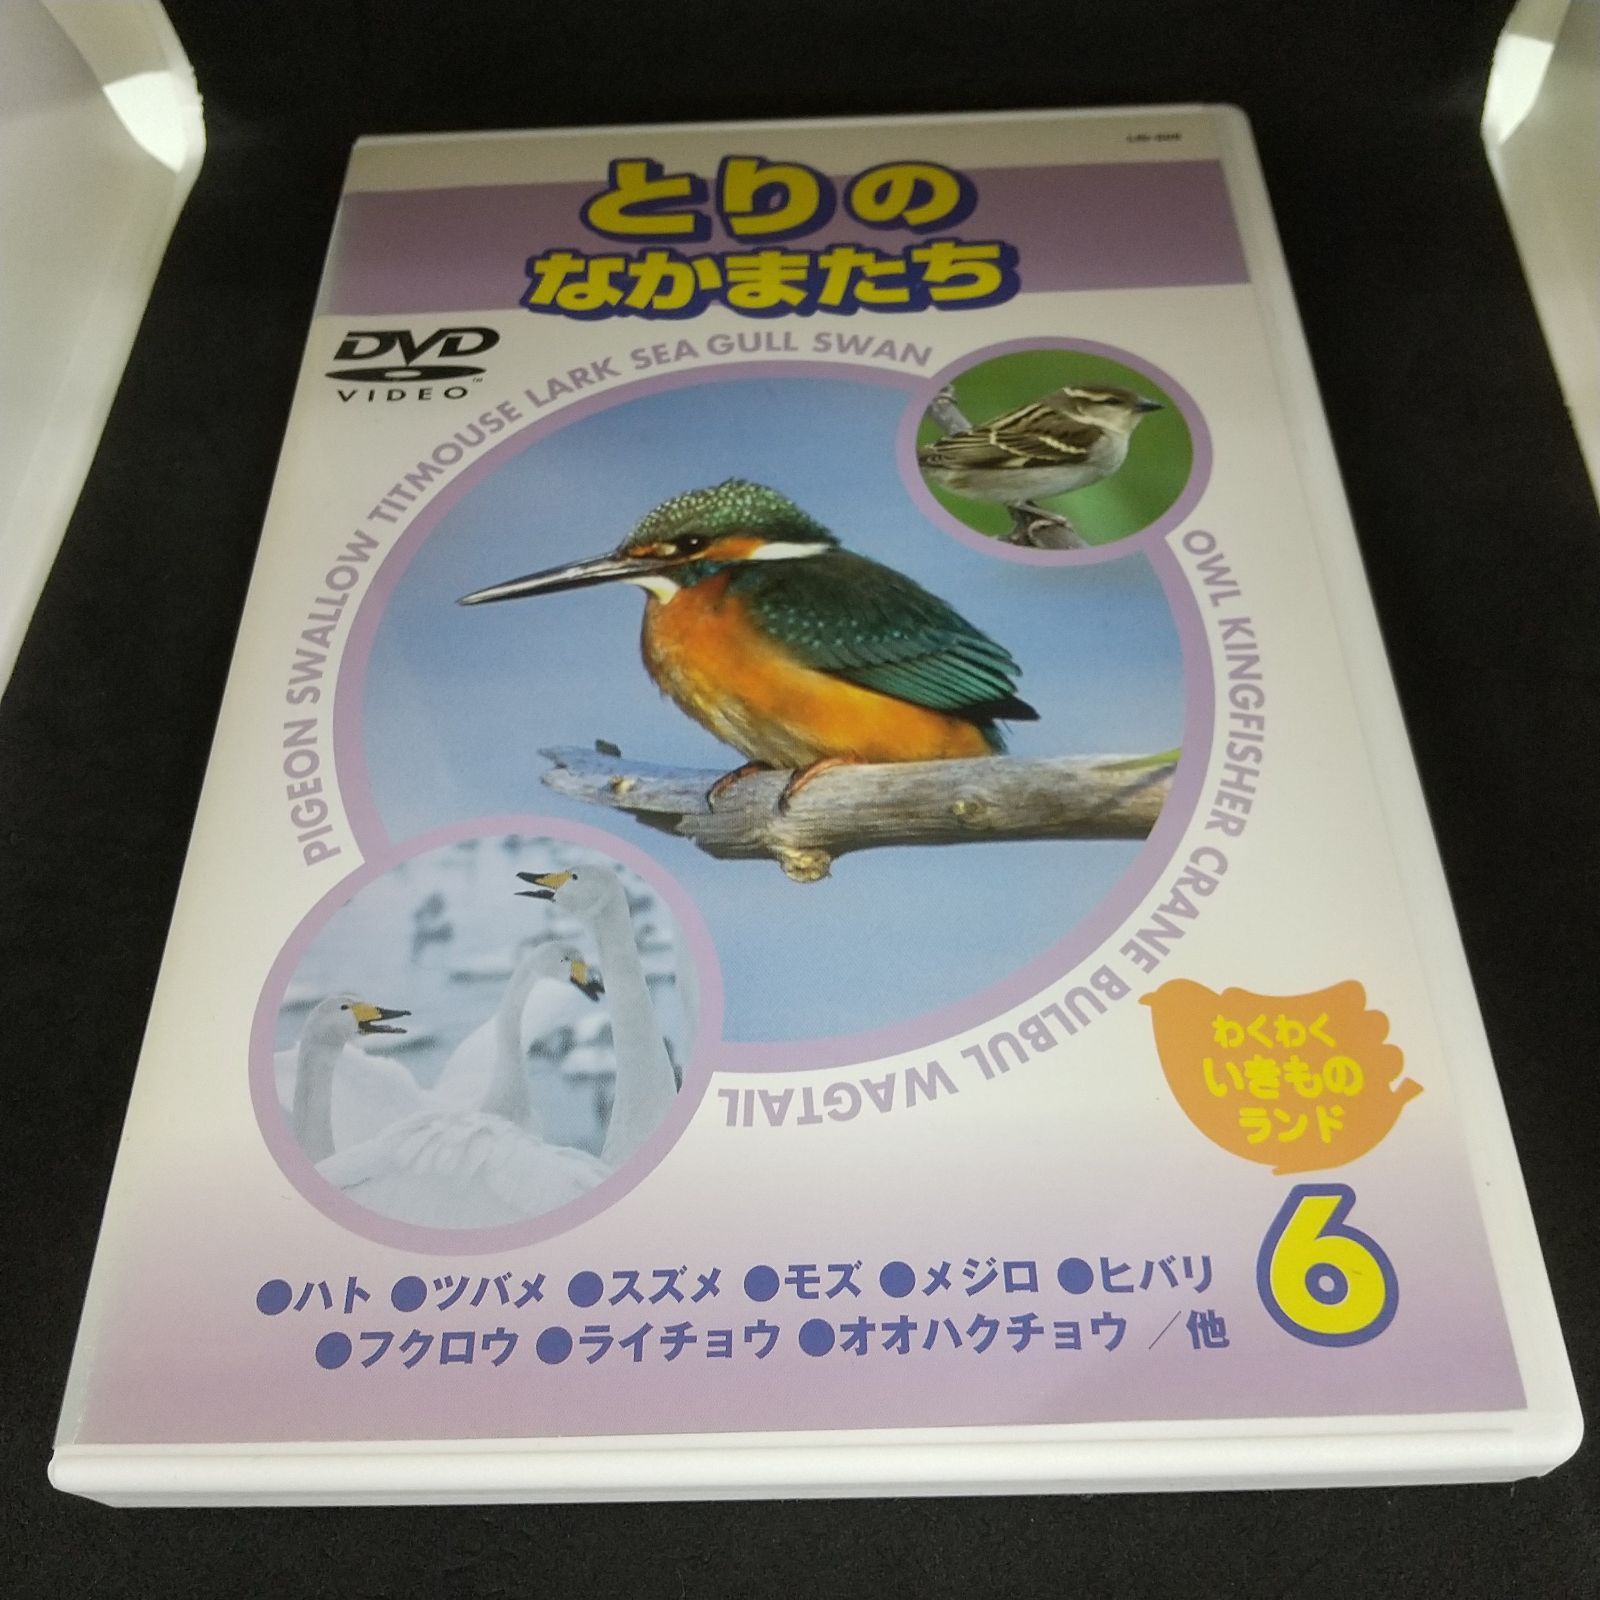 とりの
なかまたち
DVD
VIDEO
TM
PIGEON SWALLOW TITMOUSE LARK SEA GULL SWAN
OWL KINGFISHER CRANE BULBUL WAGTAIL
わくわく
いきもの
ランド
6
●ハト ●ツバメ ●スズメ ●モズ ●メジロ ●ヒバリ
●フクロウ ●ライチョウ ●オオハクチョウ ／他